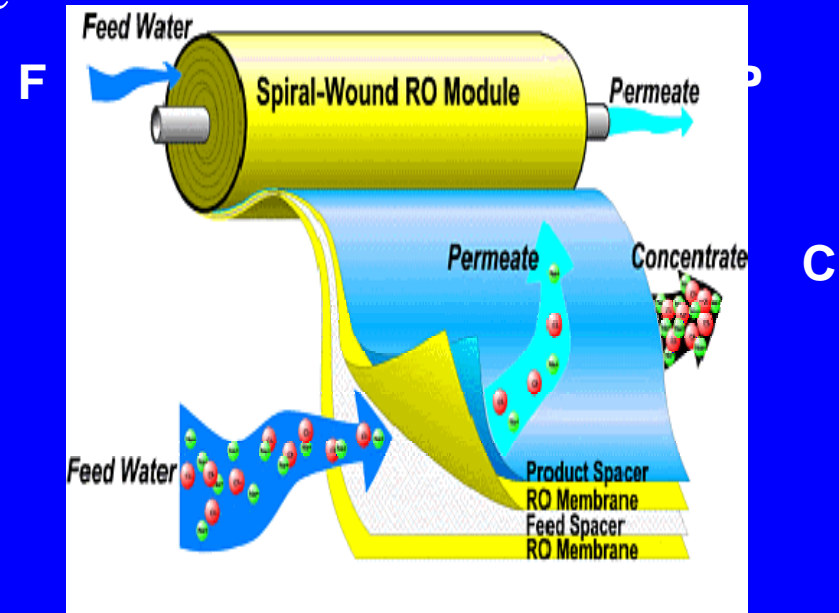 Feed Water
F
Spiral-Wound RO Module
Permeate
P
Permeate
Concentrate
C
Feed Water
Product Spacer
RO Membrane
Feed Spacer
RO Membrane